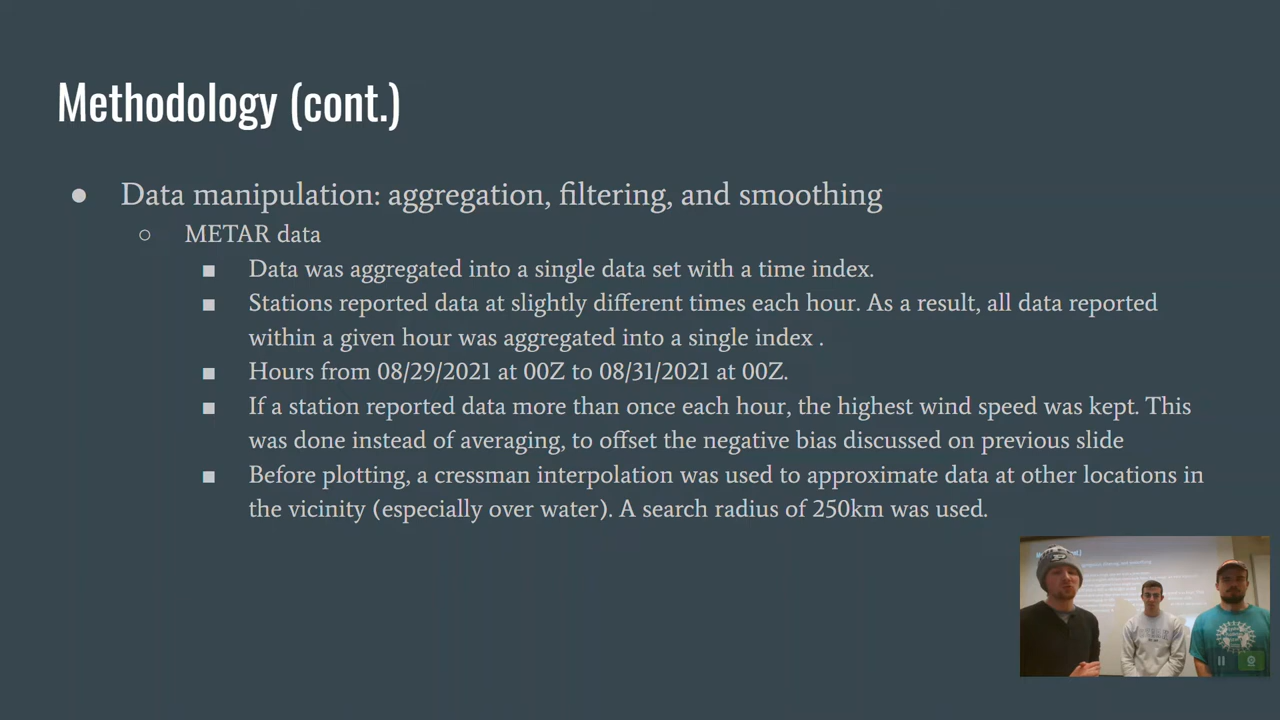 Methodology (cont.)
● Data manipulation: aggregation, filtering, and smoothing
○ METAR data
■ Data was aggregated into a single data set with a time index.
■ Stations reported data at slightly different times each hour. As a result, all data reported
within a given hour was aggregated into a single index .
■ Hours from 08/29/2021 at 00Z to 08/31/2021 at 00Z.
■ If a station reported data more than once each hour, the highest wind speed was kept. This
was done instead of averaging, to offset the negative bias discussed on previous slide
■ Before plotting, a cressman interpolation was used to approximate data at other locations in
the vicinity (especially over water). A search radius of 250km was used.